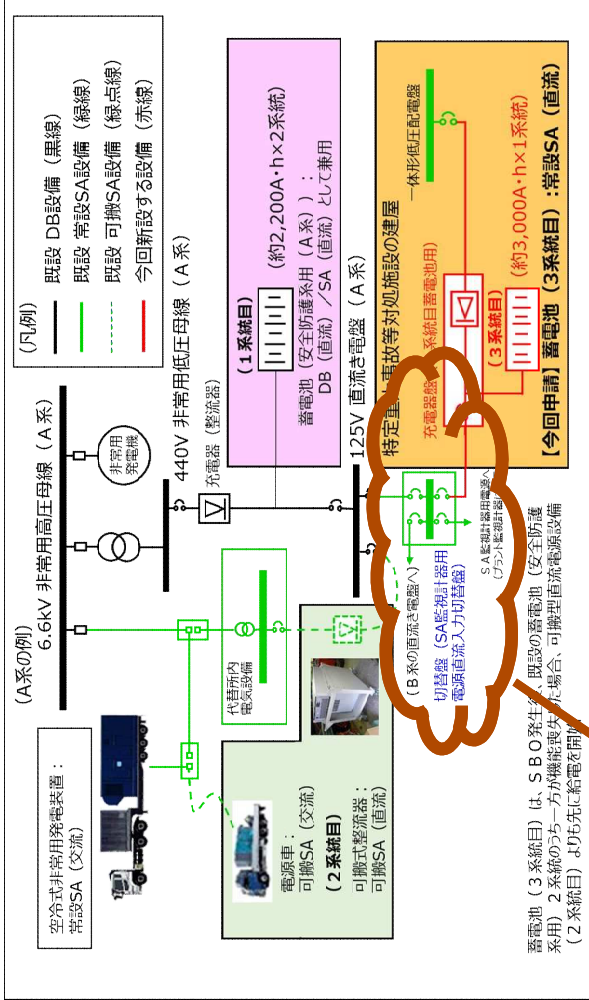 (A系の例)
6.6kV 非常用高圧母線（A系）
(凡例)
既設 DB設備（黒線）
既設 常設SA設備（緑線）
既設 可搬SA設備（緑点線）
今回新設する設備（赤線）
空冷式非常用発電装置：
常設SA（交流）
非常用
発電機
440V 非常用低圧母線（A系）
代替所内
電気設備
充電器（整流器）
(１系統目)
(約2,200A･h×2系統)
蓄電池（安全防護系用（A系））：
DB（直流）／SA（直流）として兼用
125V 直流き電盤（A系）
電源車：
可搬SA（交流）
(２系統目)
可搬式整流器：
可搬SA（直流）
（B系の直流き電盤へ）
切替盤（SA監視計器用
電源直流入力切替盤）
ＳＡ監視計器用電源へ
(プラント監視計器
特定重 事故等対処施設の建屋
一体形低圧配電盤
充電器盤 系統目蓄電池用)
(３系統目)
(約3,000A･h×1系統)
【今回申請】蓄電池（3系統目）:常設SA（直流）
蓄電池（３系統目）は、ＳＢＯ発生後、既設の蓄電池（安全防護
系用）２系統のうち一方が機能喪失 た場合、可搬型直流電源設備
（２系統目）よりも先に給電を開始